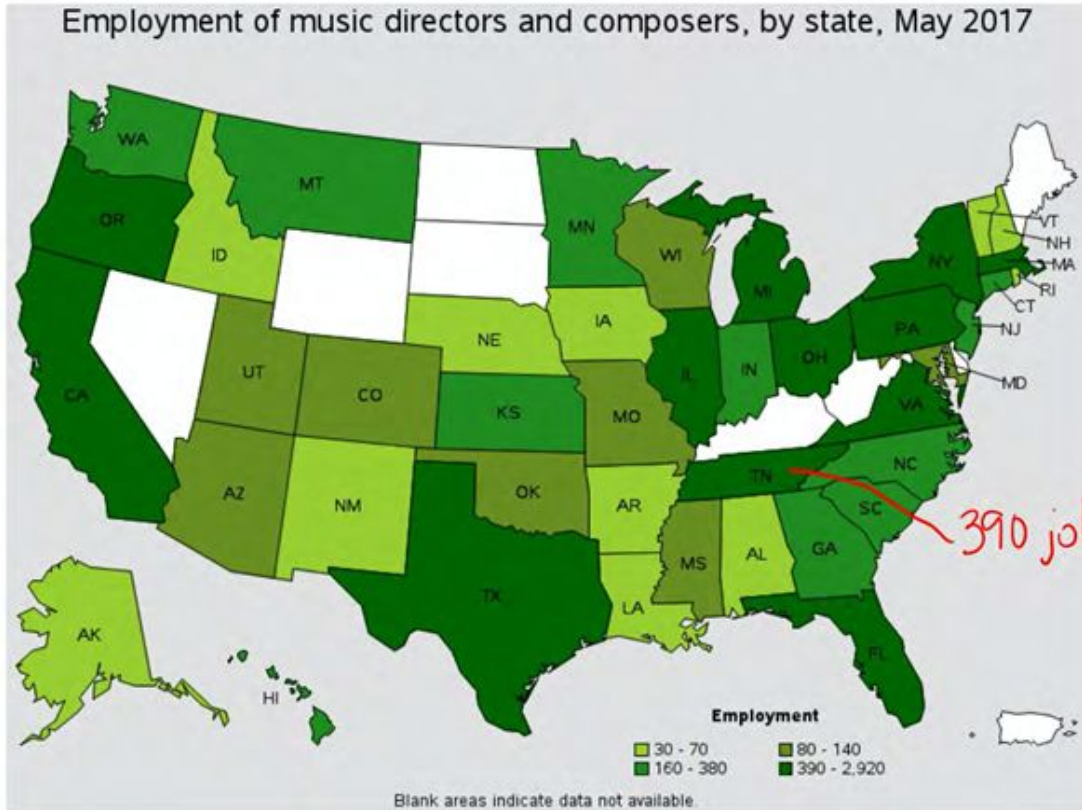 Employment of music directors and composers, by state, May 2017
WA
MT
OR
ID
MN
WI
MI
NY
VT
NH
MA
RI
CT
NJ
PA
MD
CA
UT
CO
NE
IA
IL
IN
OH
VA
KS
MO
AZ
NM
OK
AR
TN
NC
SC
MS
AL
GA
TX
LA
FL
AK
HI
390 jo
Employment
30 - 70
80 - 140
160 - 380
390 - 2,920
Blank areas indicate data not available.